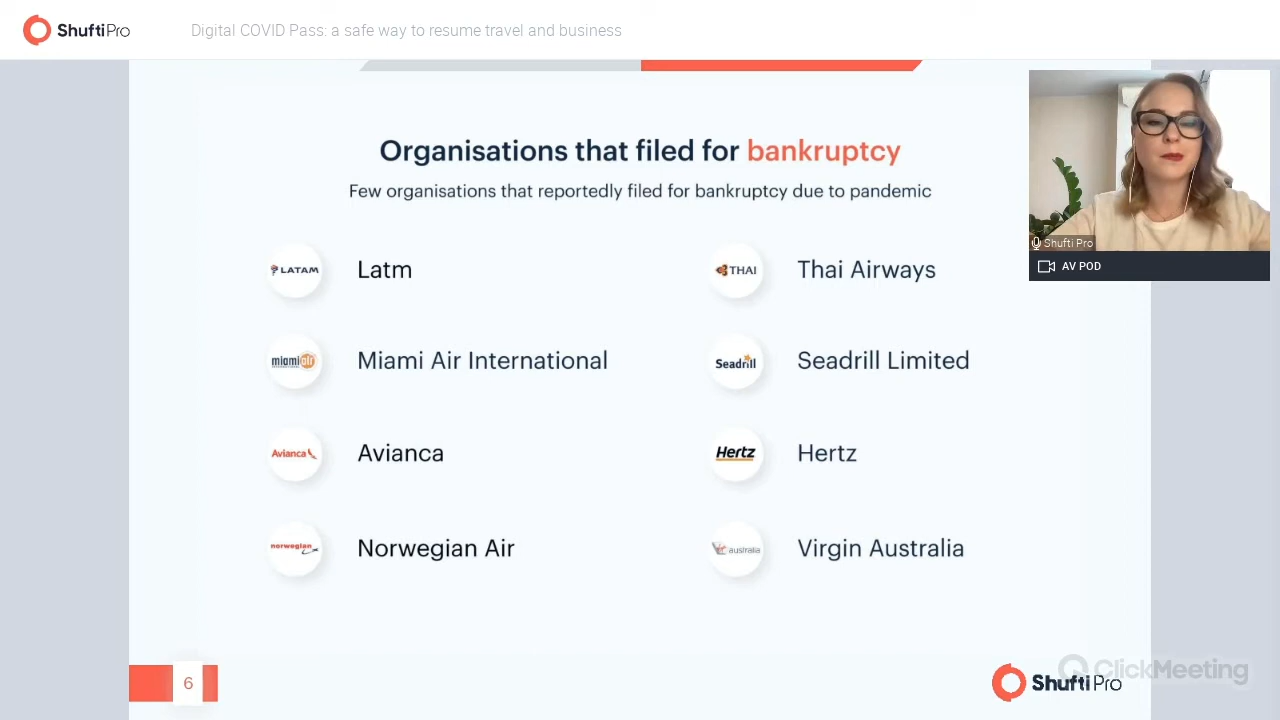 ShuftiPro
Digital COVID Pass: a safe way to resume travel and business
Organisations that filed for bankruptcy
Few organisations that reportedly filed for bankruptcy due to pandemic
LATAM
Latm
THAI
Thai Airways
miami air
Miami Air International
Seadrill
Seadrill Limited
Avianca
Avianca
Hertz
Hertz
norwegian
Norwegian Air
australia
Virgin Australia
Shufti Pro
AV POD
6
ShuftiPro
ClickMeeting